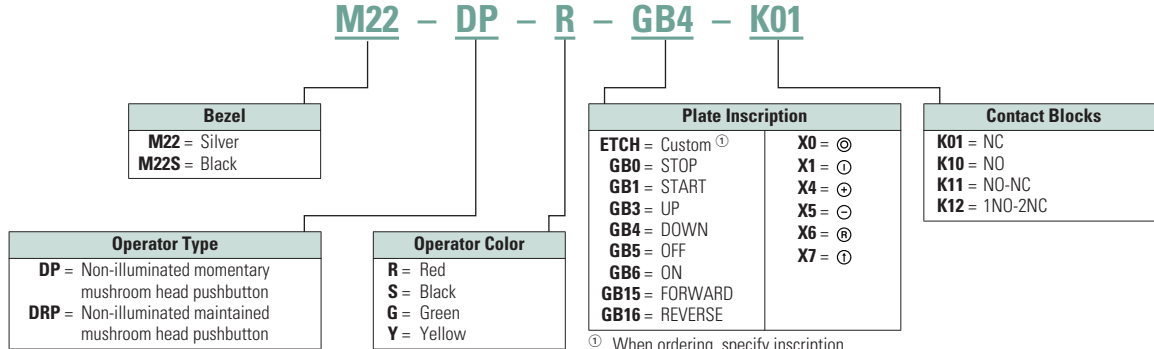 M22 – DP – R – GB4 – K01
Bezel
M22 = Silver
M22S = Black
Operator Type
DP = Non-illuminated momentary
mushroom head pushbutton
DRP = Non-illuminated maintained
mushroom head pushbutton
Operator Color
R = Red
S = Black
G = Green
Y = Yellow
Plate Inscription
ETCH = Custom ①
GB0 = STOP
GB1 = START
GB3 = UP
GB4 = DOWN
GB5 = OFF
GB6 = ON
GB15 = FORWARD
GB16 = REVERSE
X0 = ◎
X1 = Ⓘ
X4 = ⊕
X5 = ⊖
X6 = Ⓡ
X7 = ⓵
① When ordering, specify inscription
Contact Blocks
K01 = NC
K10 = NO
K11 = NO-NC
K12 = 1NO-2NC